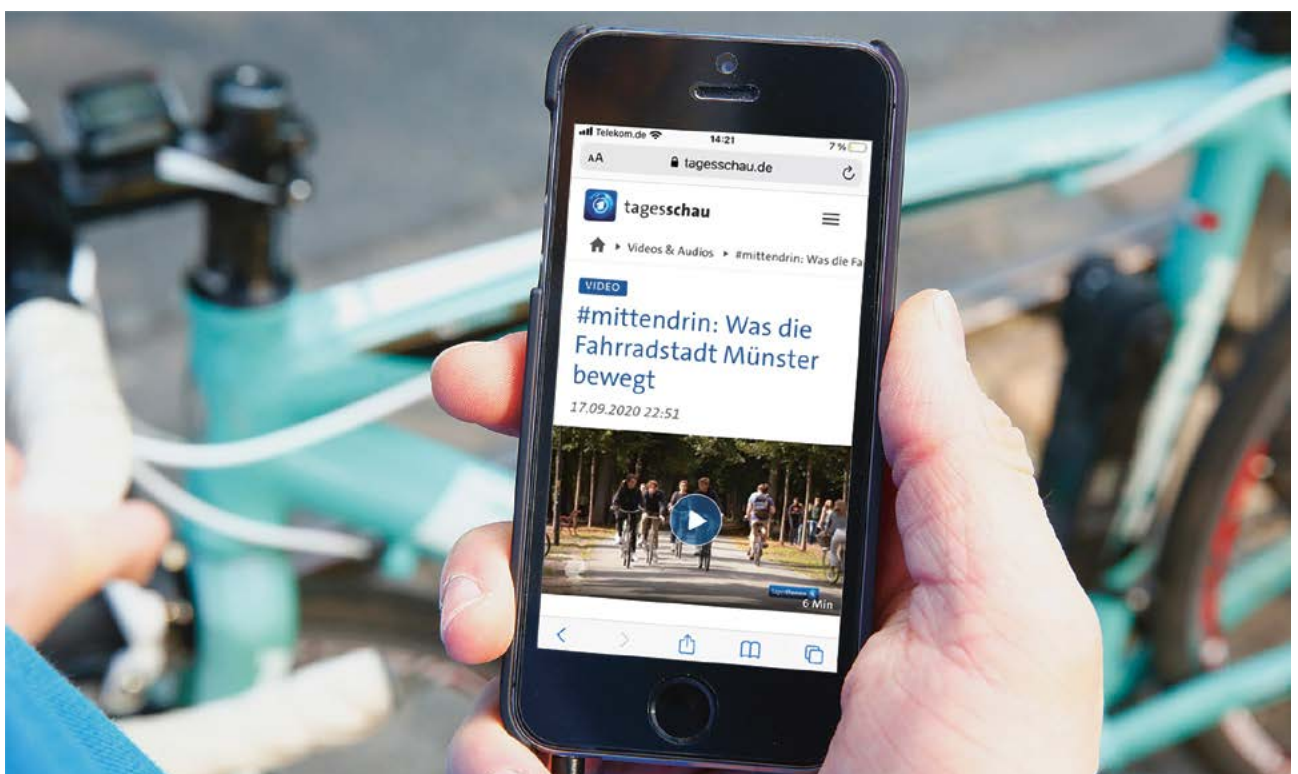 Telekom.de 14:21 7 %
AA tagesschau.de
tagesschau
Videos & Audios ▸ #mittendrin: Was die Fa
VIDEO
#mittendrin: Was die
Fahrradstadt Münster
bewegt
17.09.2020 22:51
tagesthemen
6 Min